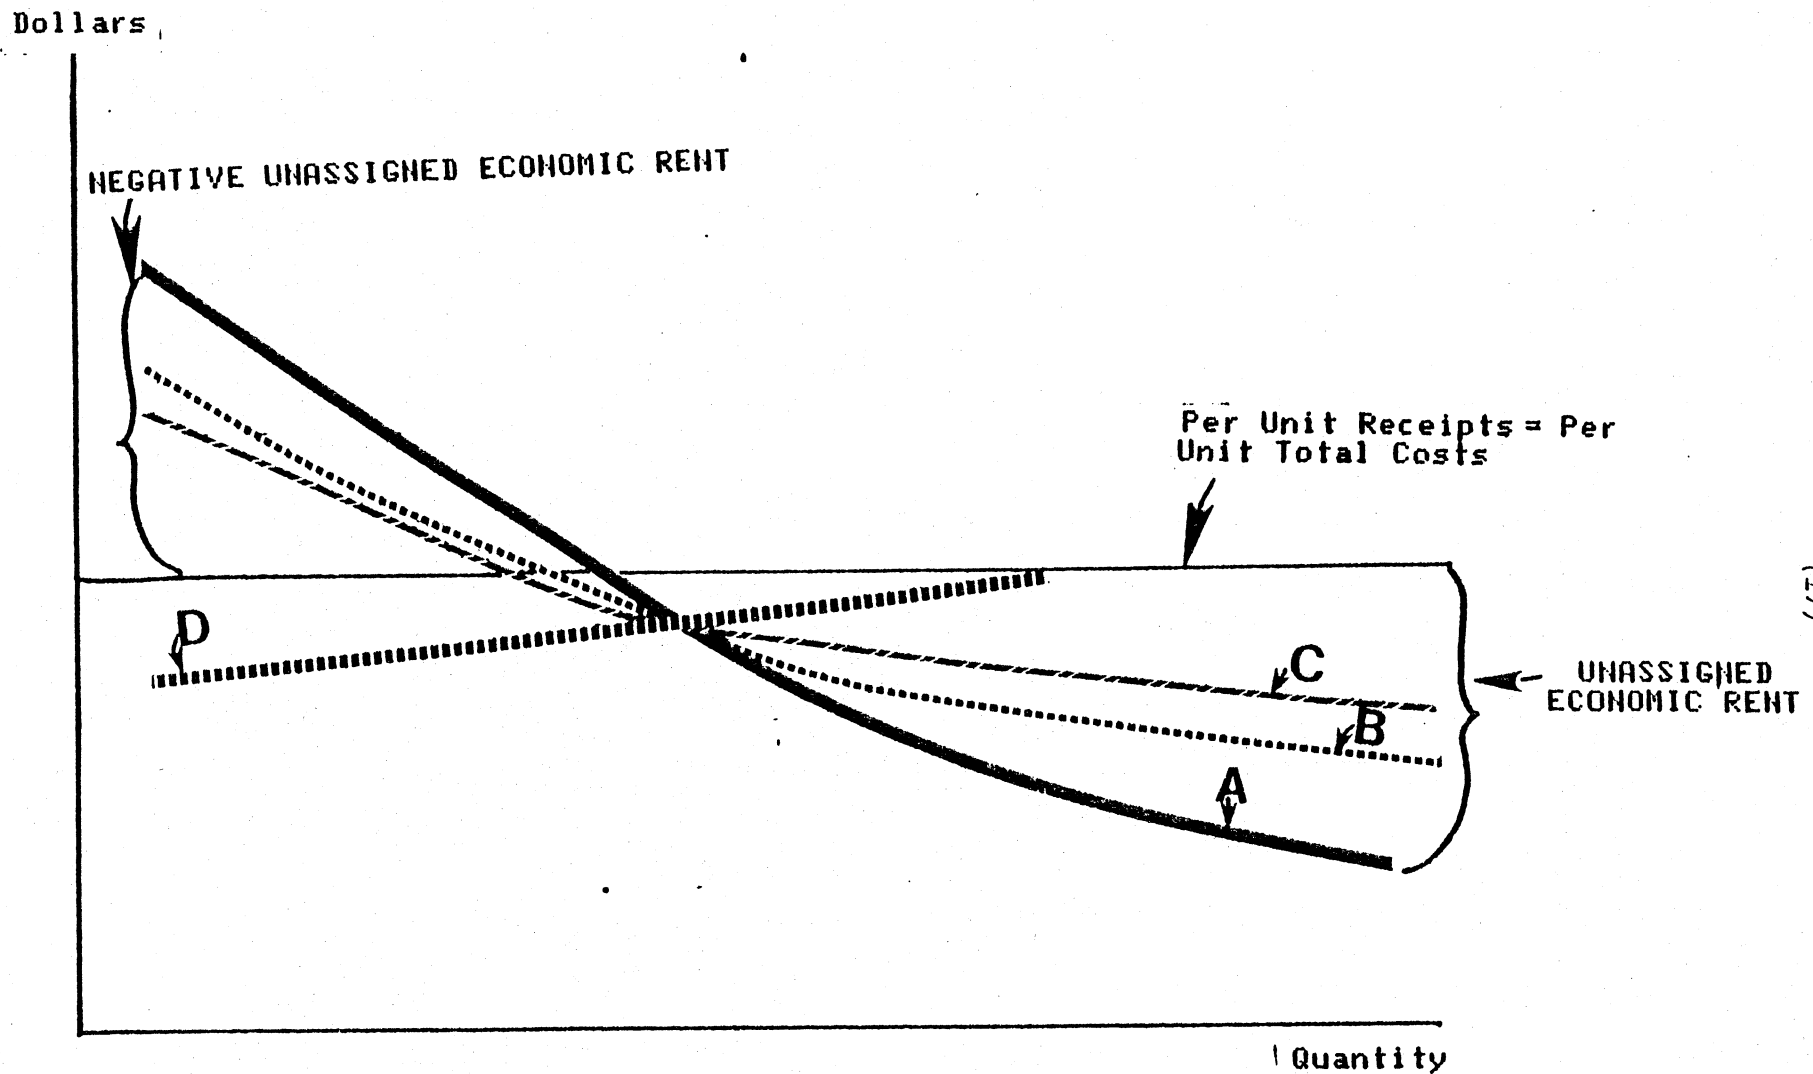 Dollars
NEGATIVE UNASSIGNED ECONOMIC RENT
Per Unit Receipts = Per
Unit Total Costs
D
C
UNASSIGNED
ECONOMIC RENT
B
A
Quantity